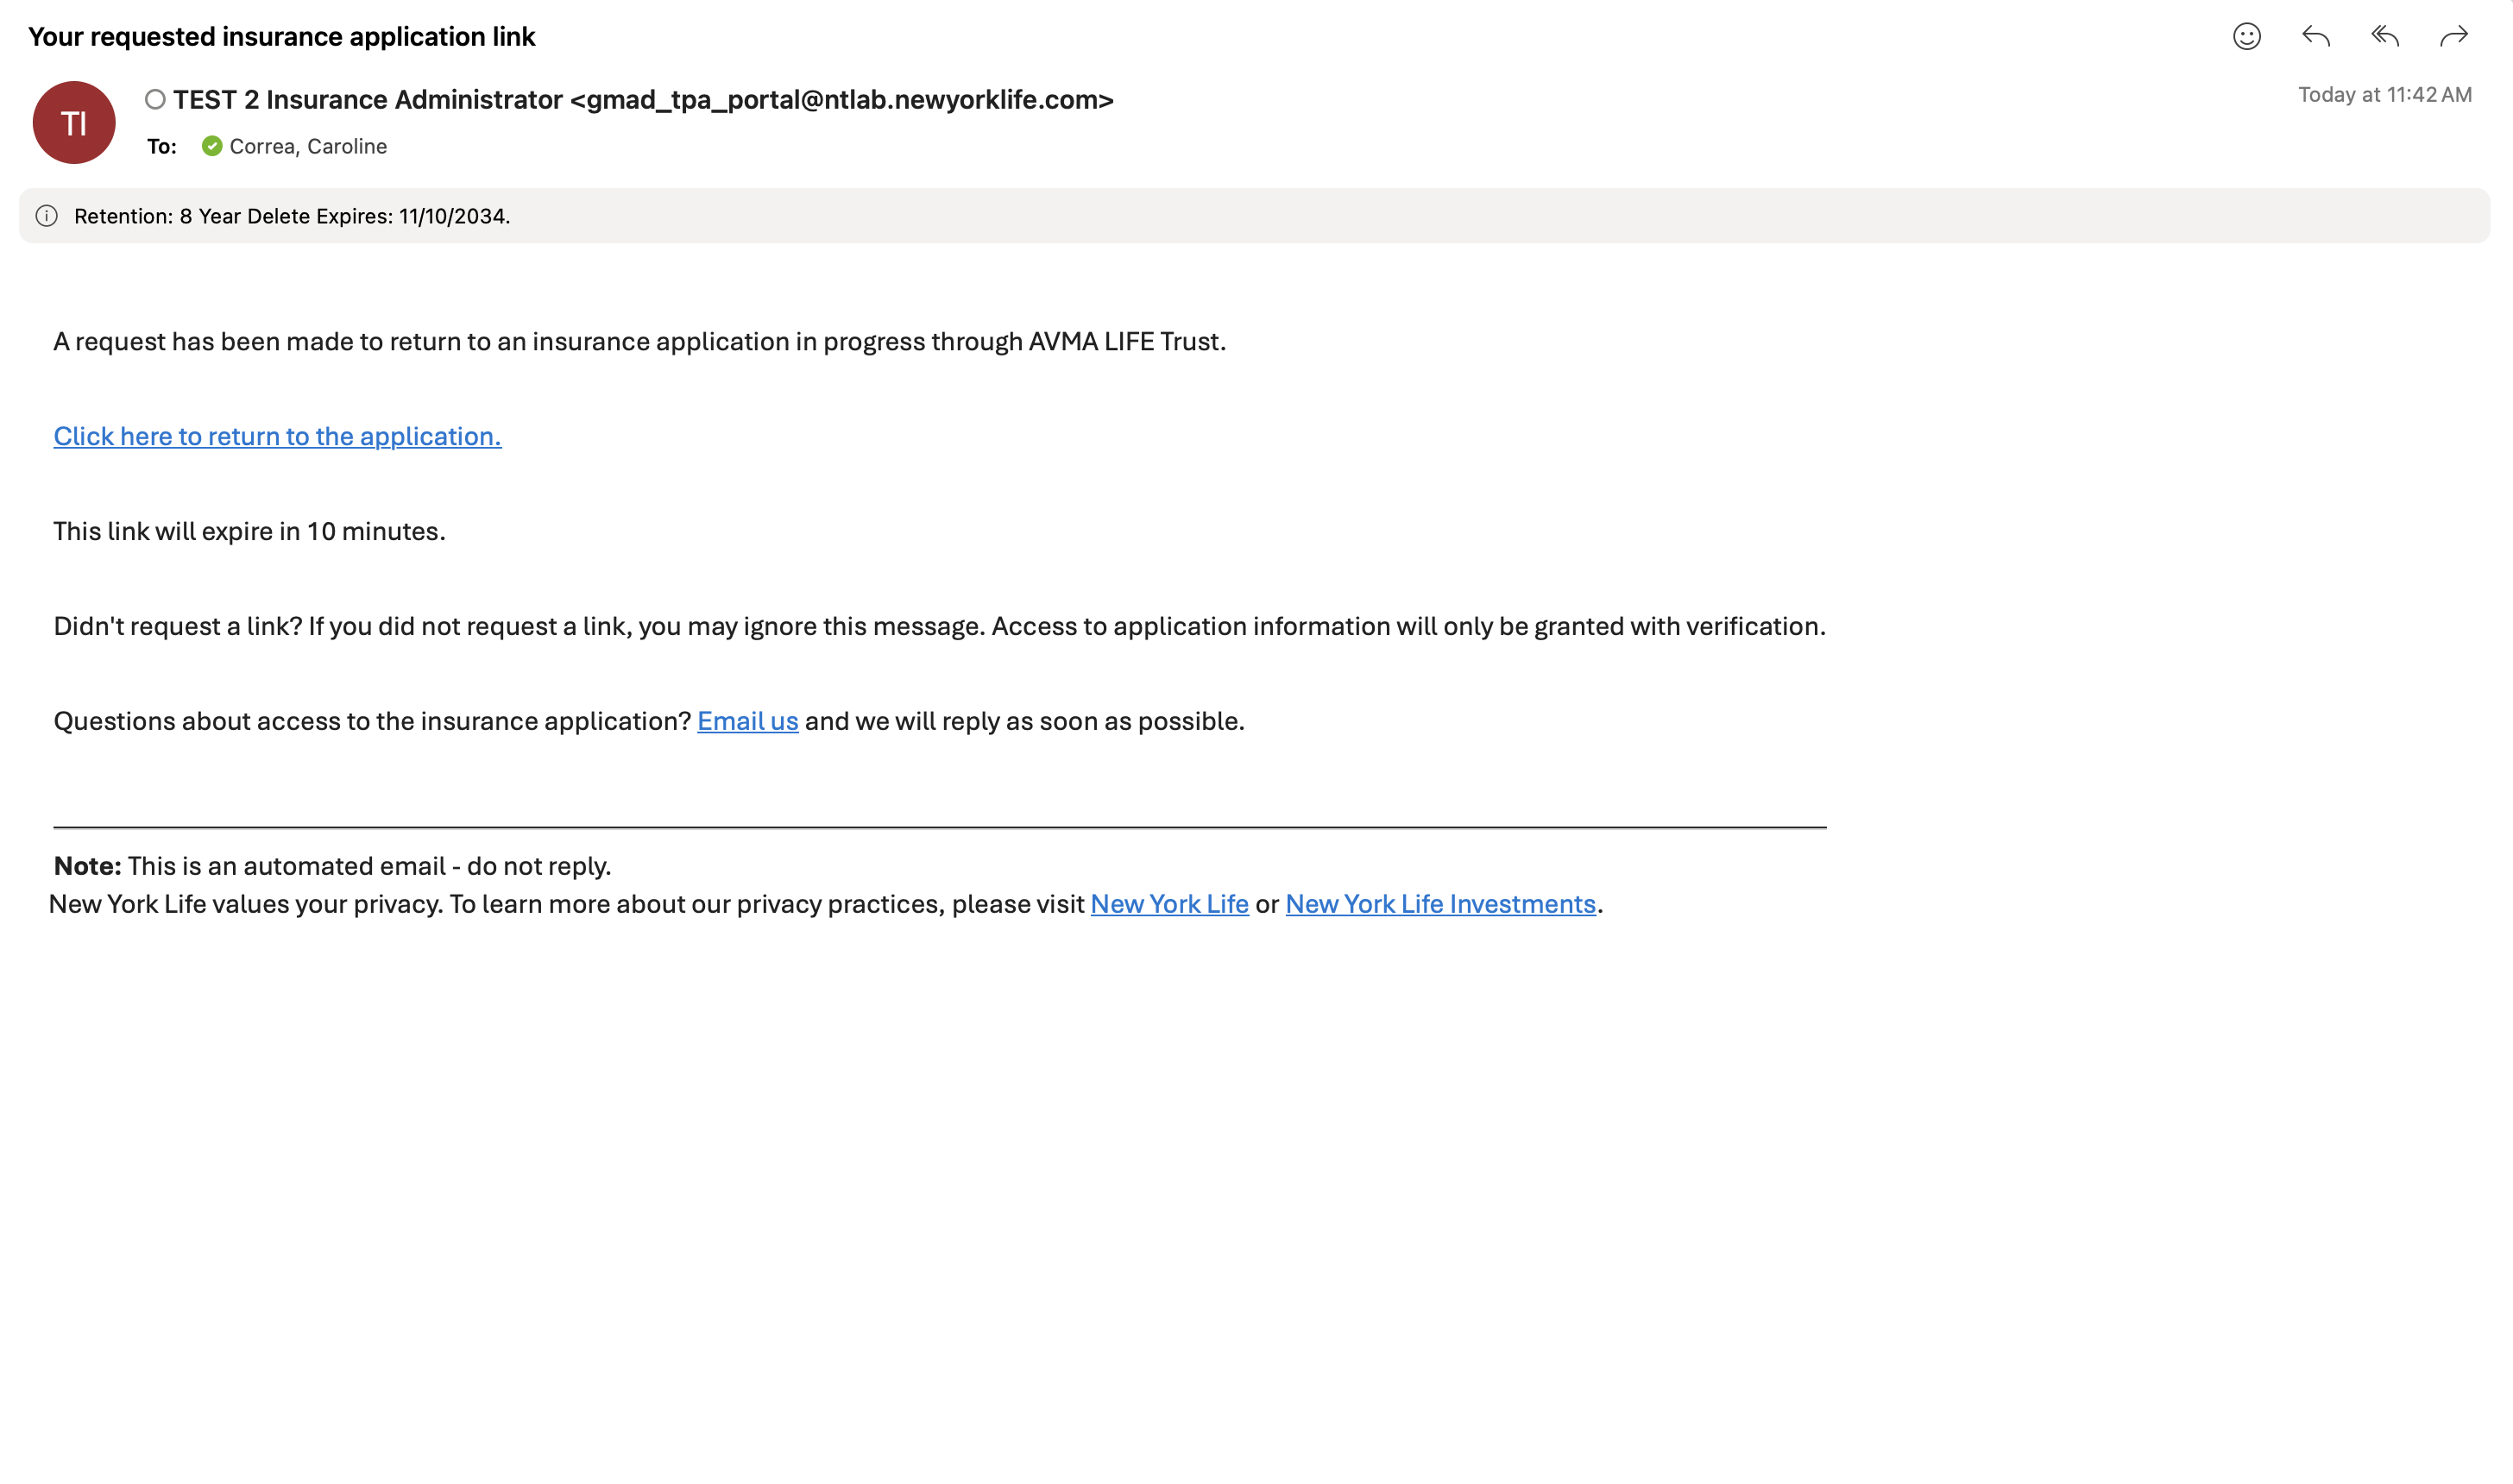 Your requested insurance application link
TI
TEST 2 Insurance Administrator <gmad_tpa_portal@ntlab.newyorklife.com>
Today at 11:42 AM
To: Correa, Caroline
Retention: 8 Year Delete Expires: 11/10/2034.
A request has been made to return to an insurance application in progress through AVMA LIFE Trust.
Click here to return to the application.
This link will expire in 10 minutes.
Didn't request a link? If you did not request a link, you may ignore this message. Access to application information will only be granted with verification.
Questions about access to the insurance application? Email us and we will reply as soon as possible.
Note: This is an automated email - do not reply.
New York Life values your privacy. To learn more about our privacy practices, please visit New York Life or New York Life Investments.